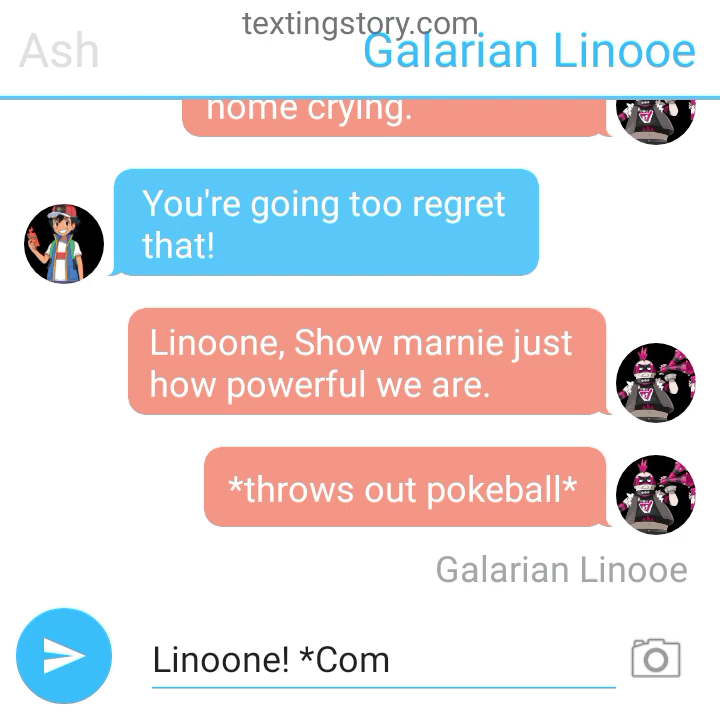 textingstory.com
Ash
Galarian Linooe
home crying.
You're going too regret
that!
Linoone, Show marnie just
how powerful we are.
*throws out pokeball*
Galarian Linooe
Linoone! *Com